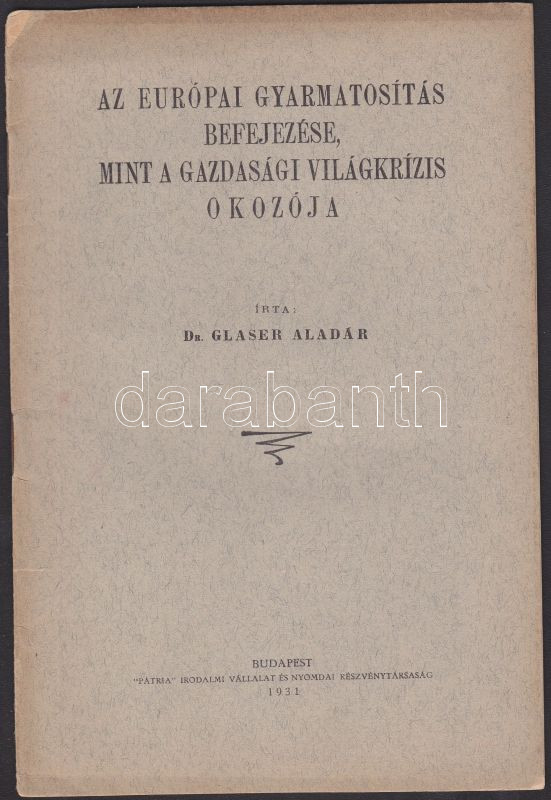 AZ EURÓPAI GYARMATOSÍTÁS
BEFEJEZÉSE,
MINT A GAZDASÁGI VILÁGKRÍZIS
OKOZÓJA
ÍRTA:
DR. GLASER ALADÁR
darabanth
BUDAPEST
"PÁTRIA" IRODALMI VÁLLALAT ÉS NYOMDAI RÉSZVÉNYTÁRSASÁG
1931